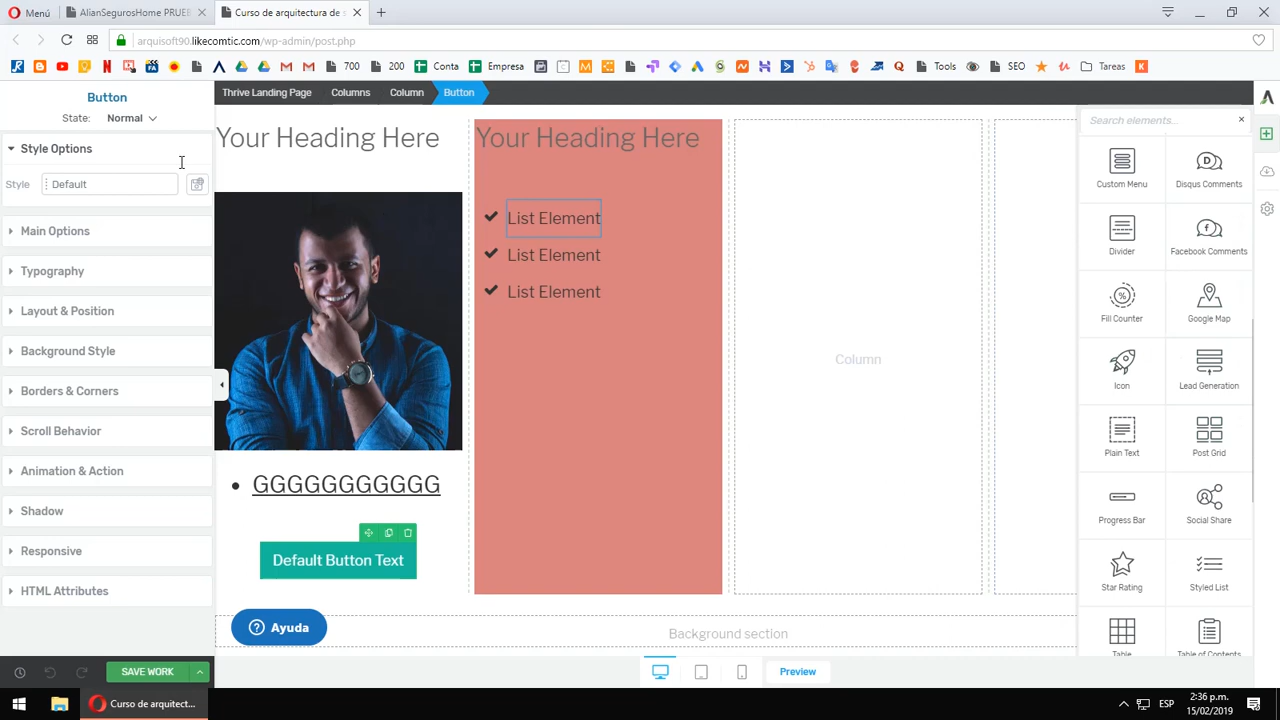 Menú
AlianSegurosHome PRUEB
Curso de arquitectura de s
arquisoft90.likecomtic.com/wp-admin/post.php
700
200
Conta
Empresa
Tools
SEO
Tareas
Button
State: Normal
Style Options
Style Default
Main Options
Typography
Layout & Position
Background Style
Borders & Corners
Scroll Behavior
Animation & Action
Shadow
Responsive
HTML Attributes
SAVE WORK
Thrive Landing Page
Columns
Column
Button
Your Heading Here
GGGGGGGGGGG
Default Button Text
Your Heading Here
List Element
List Element
List Element
Column
Background section
Ayuda
Preview
Search elements...
Custom Menu
Disqus Comments
Divider
Facebook Comments
Fill Counter
Google Map
Icon
Lead Generation
Plain Text
Post Grid
Progress Bar
Social Share
Star Rating
Styled List
Table
Table of Contents
Curso de arquitect...
ESP
2:36 p.m.
15/02/2019